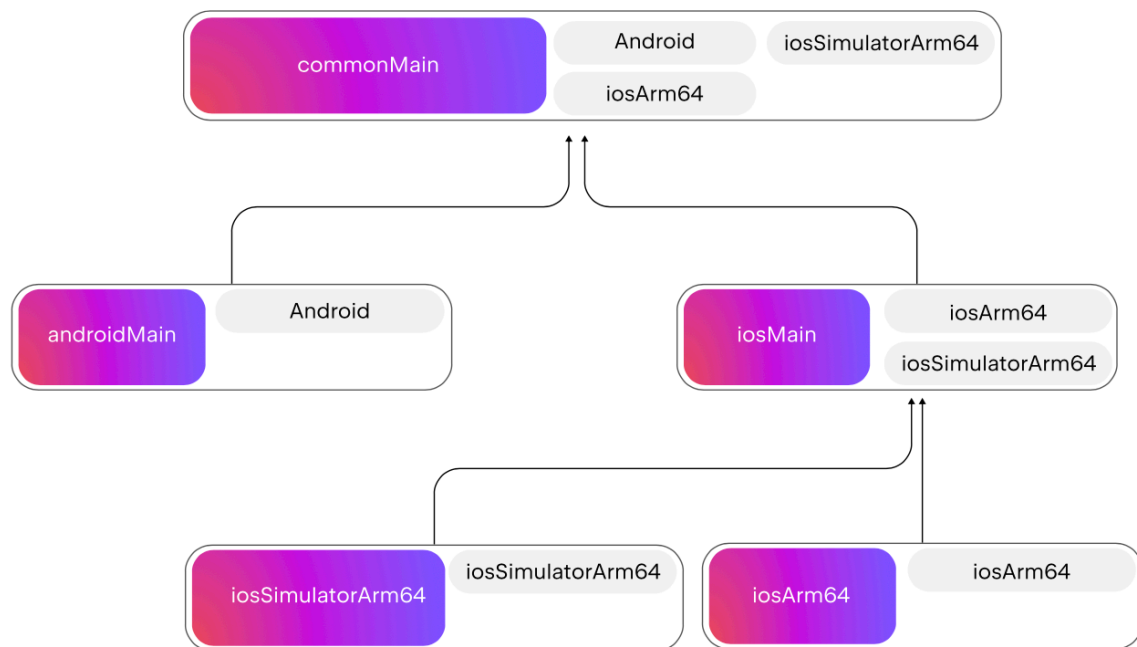 commonMain
Android
iosSimulatorArm64
iosArm64
androidMain
Android
iosMain
iosArm64
iosSimulatorArm64
iosSimulatorArm64
iosSimulatorArm64
iosArm64
iosArm64